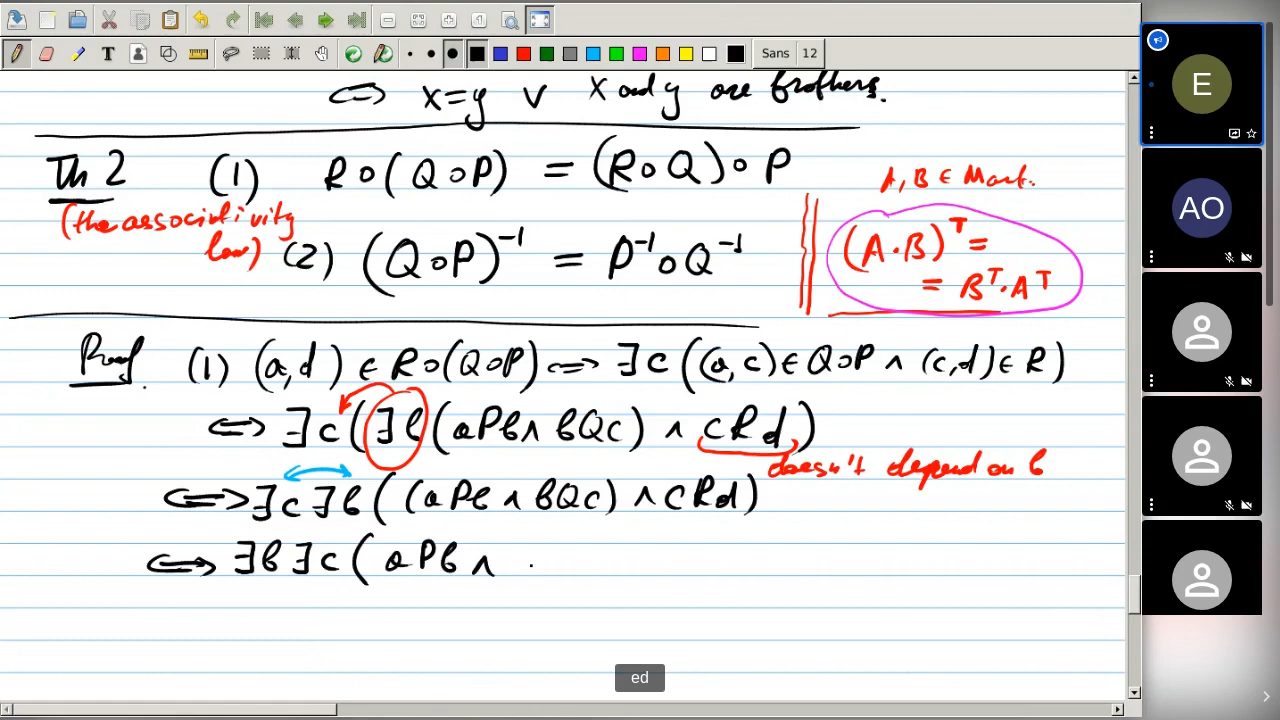 Sans 12
⟺ x=y ∨ x and y are brothers.
Th 2 (1) R∘(Q∘P) = (R∘Q)∘P
(the associativity law)
(2) (Q∘P)⁻¹ = P⁻¹∘Q⁻¹
A, B ∈ Mat.
(A·B)ᵀ =
= Bᵀ·Aᵀ
Proof. (1) (a,d) ∈ R∘(Q∘P) ⟺ ∃c((a,c)∈Q∘P ∧ (c,d)∈R)
⟺ ∃c(∃b(aPb ∧ bQc) ∧ cRd)
doesn't depend on b
⟺ ∃c∃b((aPb ∧ bQc) ∧ cRd)
⟺ ∃b∃c(aPb ∧
ed
E
AO